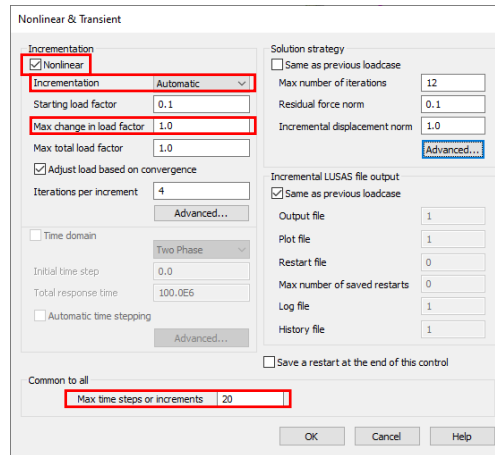 Nonlinear & Transient
Incrementation
Nonlinear
Incrementation Automatic
Starting load factor 0.1
Max change in load factor 1.0
Max total load factor 1.0
Adjust load based on convergence
Iterations per increment 4
Advanced...
Time domain
Two Phase
Initial time step 0.0
Total response time 100.0E6
Automatic time stepping
Advanced...
Solution strategy
Same as previous loadcase
Max number of iterations 12
Residual force norm 0.1
Incremental displacement norm 1.0
Advanced...
Incremental LUSAS file output
Same as previous loadcase
Output file 1
Plot file 1
Restart file 0
Max number of saved restarts 0
Log file 1
History file 1
Save a restart at the end of this control
Common to all
Max time steps or increments 20
OK Cancel Help